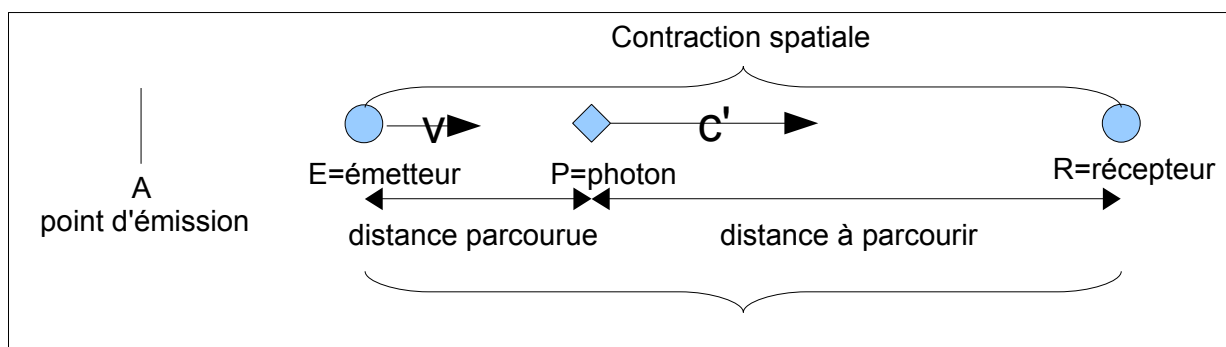 Contraction spatiale
v
c'
E=émetteur
P=photon
R=récepteur
A
point d'émission
distance parcourue
distance à parcourir